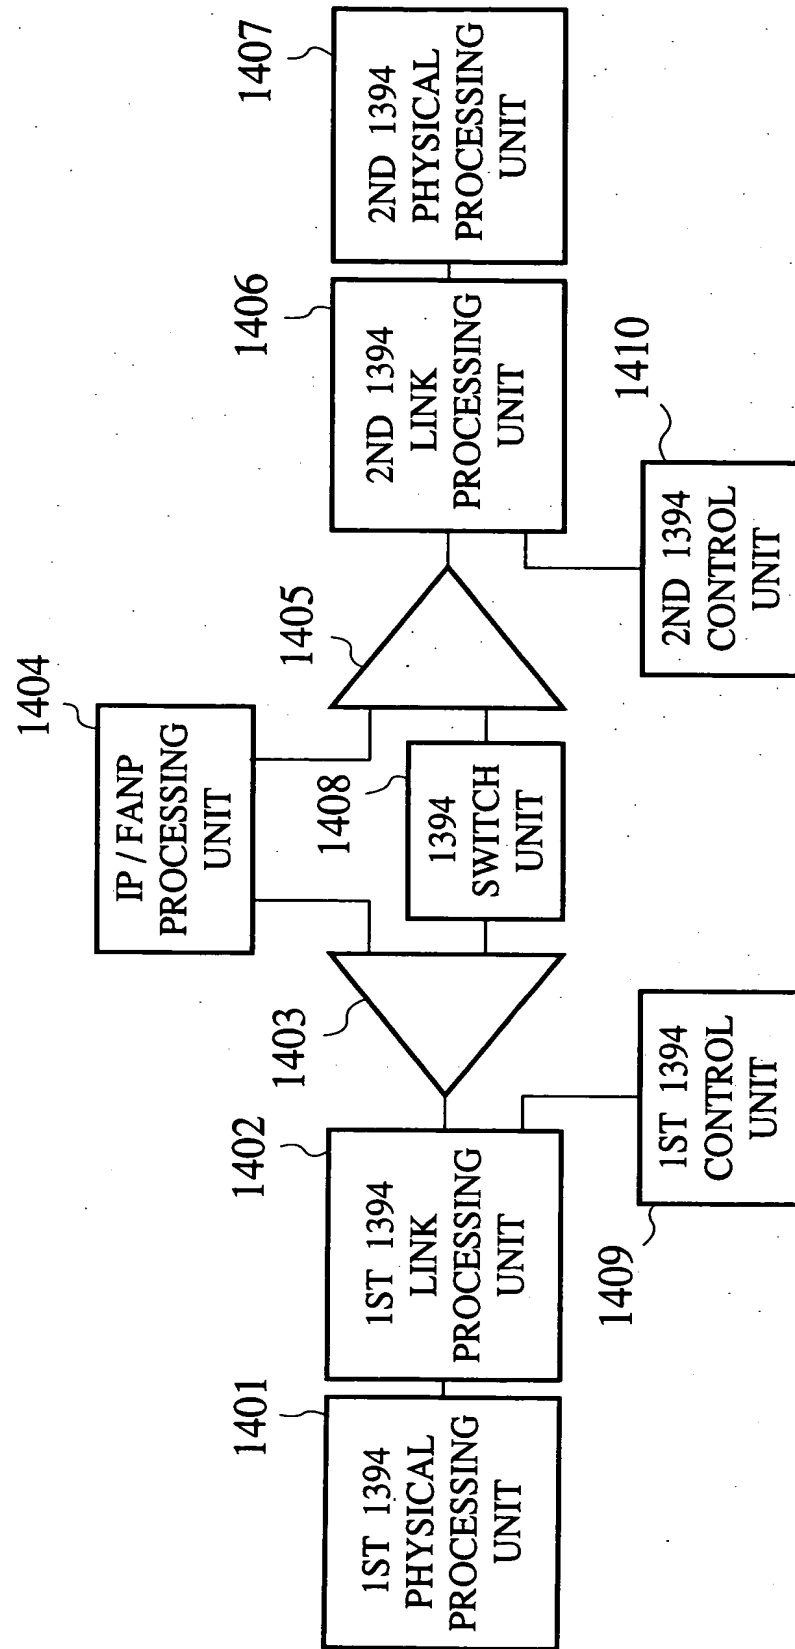 1404
IP / FANP
PROCESSING
UNIT
1401
1ST 1394
PHYSICAL
PROCESSING
UNIT
1402
1ST 1394
LINK
PROCESSING
UNIT
1403
1408
1394
SWITCH
UNIT
1405
1406
2ND 1394
LINK
PROCESSING
UNIT
1407
2ND 1394
PHYSICAL
PROCESSING
UNIT
1409
1ST 1394
CONTROL
UNIT
1410
2ND 1394
CONTROL
UNIT